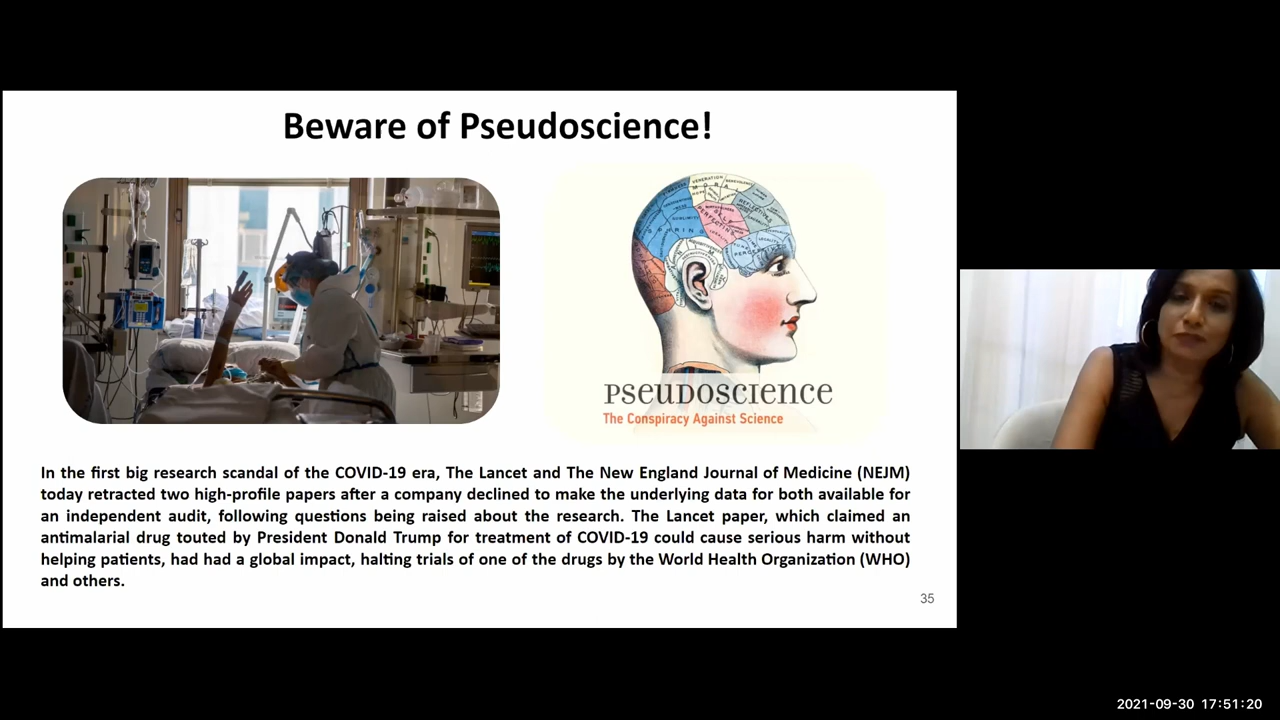 Beware of Pseudoscience!
PSEUDOSCIENCE
The Conspiracy Against Science
In the first big research scandal of the COVID-19 era, The Lancet and The New England Journal of Medicine (NEJM)
today retracted two high-profile papers after a company declined to make the underlying data for both available for
an independent audit, following questions being raised about the research. The Lancet paper, which claimed an
antimalarial drug touted by President Donald Trump for treatment of COVID-19 could cause serious harm without
helping patients, had had a global impact, halting trials of one of the drugs by the World Health Organization (WHO)
and others.
35
2021-09-30 17:51:20